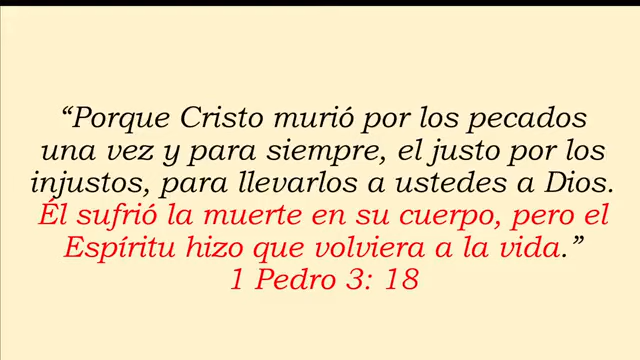 “Porque Cristo murió por los pecados
una vez y para siempre, el justo por los
injustos, para llevarlos a ustedes a Dios.
Él sufrió la muerte en su cuerpo, pero el
Espíritu hizo que volviera a la vida.”
1 Pedro 3: 18